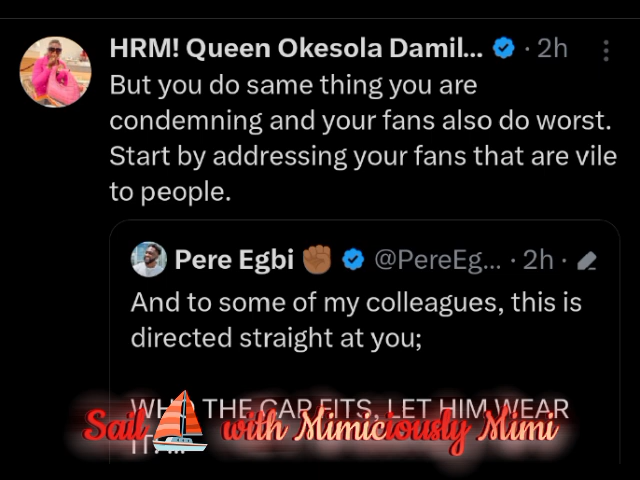 HRM! Queen Okesola Damil... · 2h
But you do same thing you are
condemning and your fans also do worst.
Start by addressing your fans that are vile
to people.
Pere Egbi @PereEg... · 2h ·
And to some of my colleagues, this is
directed straight at you;
THE CAP FITS, LET HIM WEAR
Sail with Mimiciously Mimi